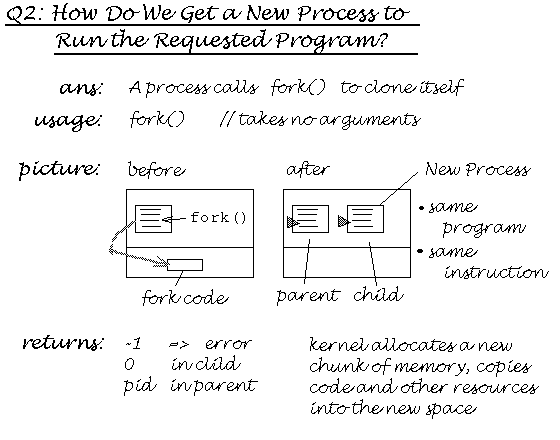 Q2: How Do We Get a New Process to
Run the Requested Program?
ans: A process calls fork() to clone itself
usage: fork() // takes no arguments
picture: before after New Process
fork()
• same
program
• same
instruction
fork code parent child
returns: -1 => error
0 in clild
pid in parent
kernel allocates a new
chunk of memory, copies
code and other resources
into the new space